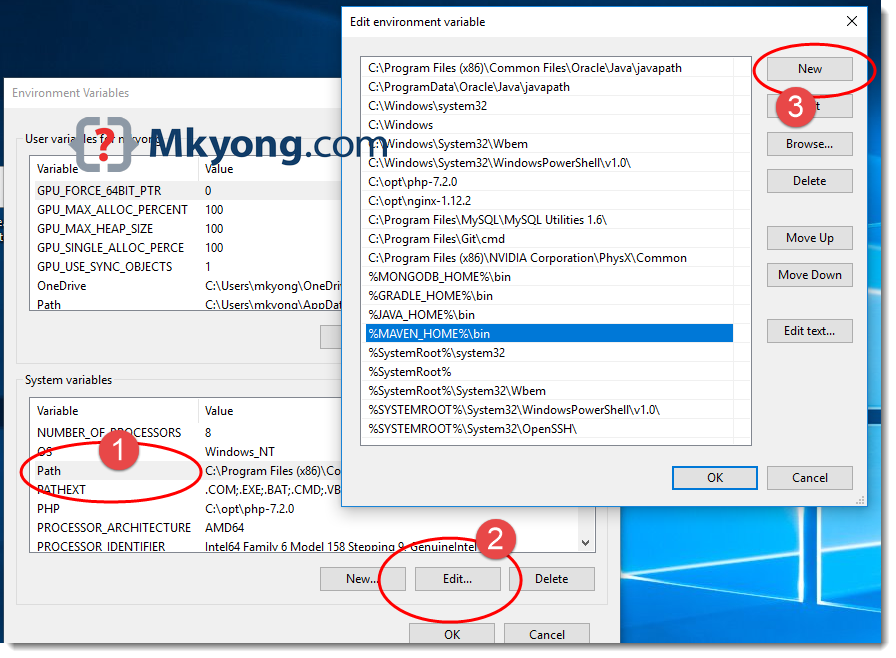 Edit environment variable
C:\Program Files (x86)\Common Files\Oracle\Java\javapath
C:\ProgramData\Oracle\Java\javapath
C:\Windows\system32
C:\Windows
C:\Windows\System32\Wbem
C:\Windows\System32\WindowsPowerShell\v1.0\
C:\opt\php-7.2.0
C:\opt\nginx-1.12.2
C:\Program Files\MySQL\MySQL Utilities 1.6\
C:\Program Files\Git\cmd
C:\Program Files (x86)\NVIDIA Corporation\PhysX\Common
%MONGODB_HOME%\bin
%GRADLE_HOME%\bin
%JAVA_HOME%\bin
%MAVEN_HOME%\bin
%SystemRoot%\system32
%SystemRoot%
%SystemRoot%\System32\Wbem
%SYSTEMROOT%\System32\WindowsPowerShell\v1.0\
%SYSTEMROOT%\System32\OpenSSH\
New
3
Browse...
Delete
Move Up
Move Down
Edit text...
OK Cancel
Environment Variables
User variables for mkyong
Mkyong.com
Variable Value
GPU_FORCE_64BIT_PTR 0
GPU_MAX_ALLOC_PERCENT 100
GPU_MAX_HEAP_SIZE 100
GPU_SINGLE_ALLOC_PERCE 100
GPU_USE_SYNC_OBJECTS 1
OneDrive C:\Users\mkyong\OneDri
Path C:\Users\mkyong\AppDat
System variables
Variable Value
NUMBER_OF_PROCESSORS 8
OS Windows_NT
1
Path C:\Program Files (x86)\Co
PATHEXT .COM;.EXE;.BAT;.CMD;.VB
PHP C:\opt\php-7.2.0
PROCESSOR_ARCHITECTURE AMD64
PROCESSOR_IDENTIFIER Intel64 Family 6 Model 158 Stepping 9, GenuineIntel
2
New... Edit... Delete
OK Cancel